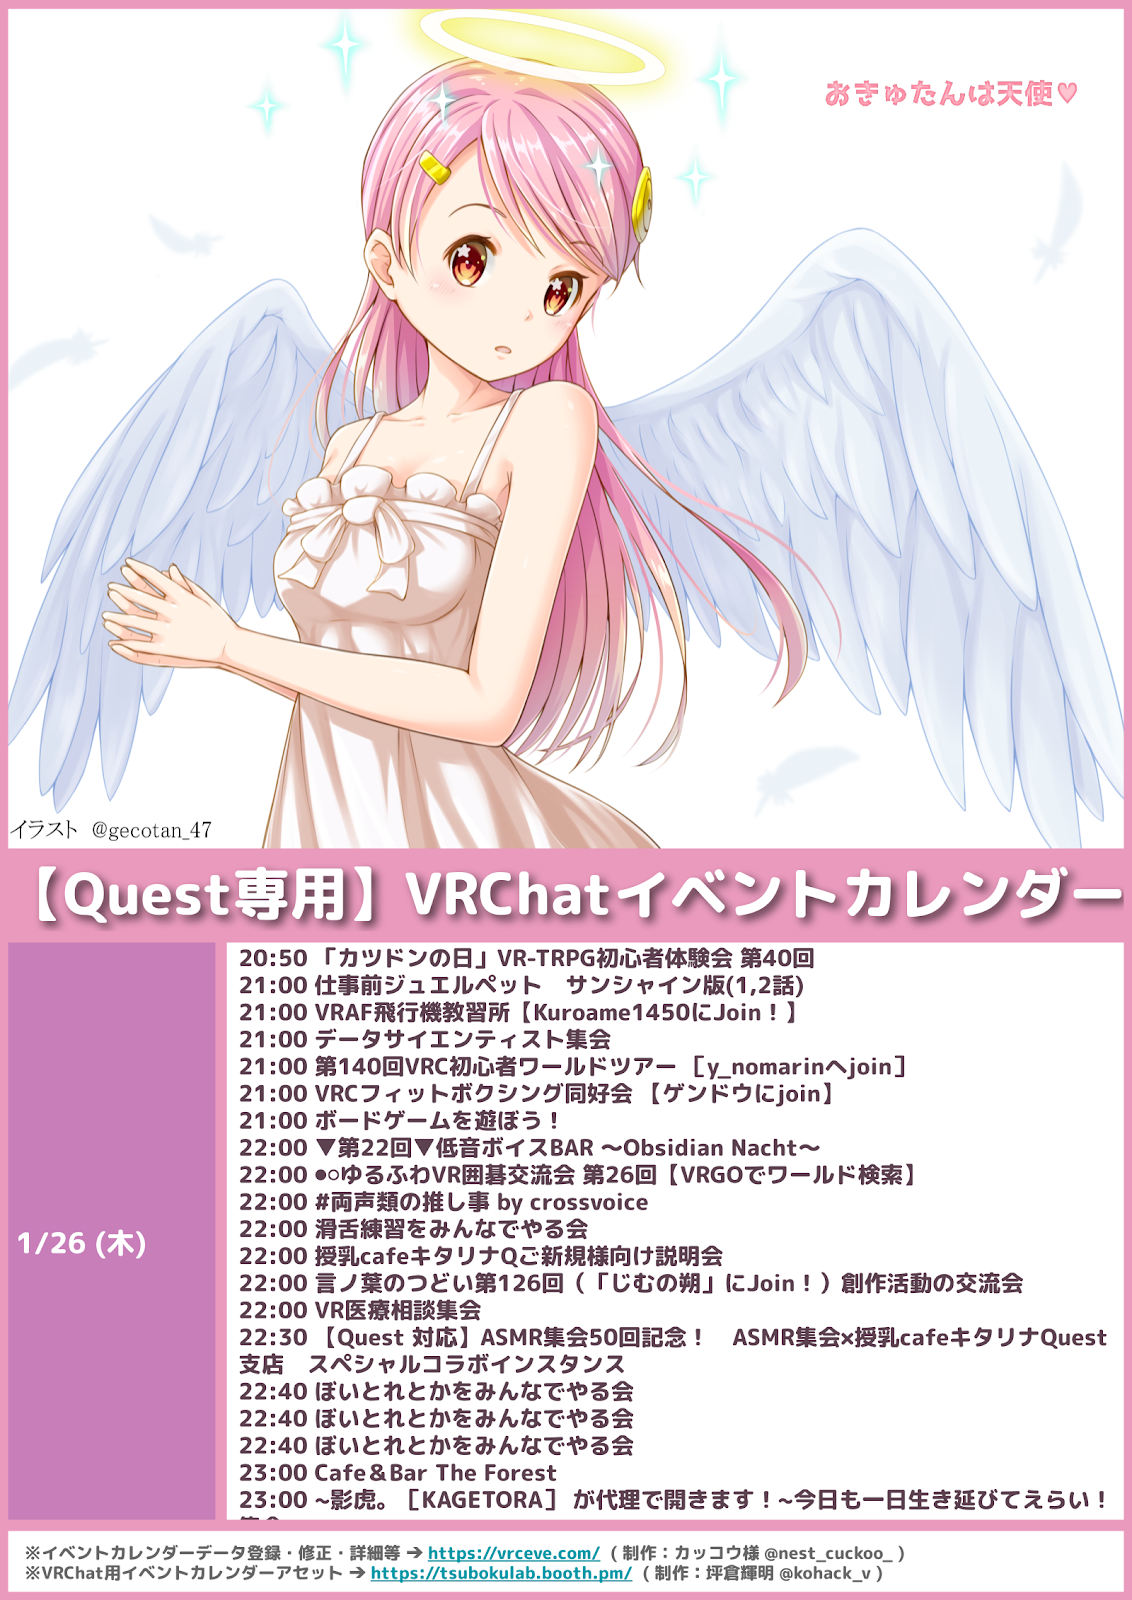 おきゅたんは天使♥
イラスト @gecotan_47
【Quest専用】VRChatイベントカレンダー
1/26 (木)
20:50 「カツドンの日」VR-TRPG初心者体験会 第40回
21:00 仕事前ジュエルペット　サンシャイン版(1,2話)
21:00 VRAF飛行機教習所【Kuroame1450にJoin！】
21:00 データサイエンティスト集会
21:00 第140回VRC初心者ワールドツアー ［y_nomarinへjoin］
21:00 VRCフィットボクシング同好会 【ゲンドウにjoin】
21:00 ボードゲームを遊ぼう！
22:00 ▼第22回▼低音ボイスBAR ～Obsidian Nacht～
22:00 ●○ゆるふわVR囲碁交流会 第26回【VRGOでワールド検索】
22:00 #両声類の推し事 by crossvoice
22:00 滑舌練習をみんなでやる会
22:00 授乳cafeキタリナQご新規様向け説明会
22:00 言ノ葉のつどい第126回（「じむの朔」にJoin！）創作活動の交流会
22:00 VR医療相談集会
22:30 【Quest 対応】ASMR集会50回記念！　ASMR集会×授乳cafeキタリナQuest
支店　スペシャルコラボインスタンス
22:40 ぼいとれとかをみんなでやる会
22:40 ぼいとれとかをみんなでやる会
22:40 ぼいとれとかをみんなでやる会
23:00 Cafe＆Bar The Forest
23:00 ~影虎。［KAGETORA］ が代理で開きます！~今日も一日生き延びてえらい！
※イベントカレンダーデータ登録・修正・詳細等 ➔ https://vrceve.com/ （制作：カッコウ様 @nest_cuckoo_ ）
※VRChat用イベントカレンダーアセット ➔ https://tsubokulab.booth.pm/ （制作：坪倉輝明 @kohack_v ）